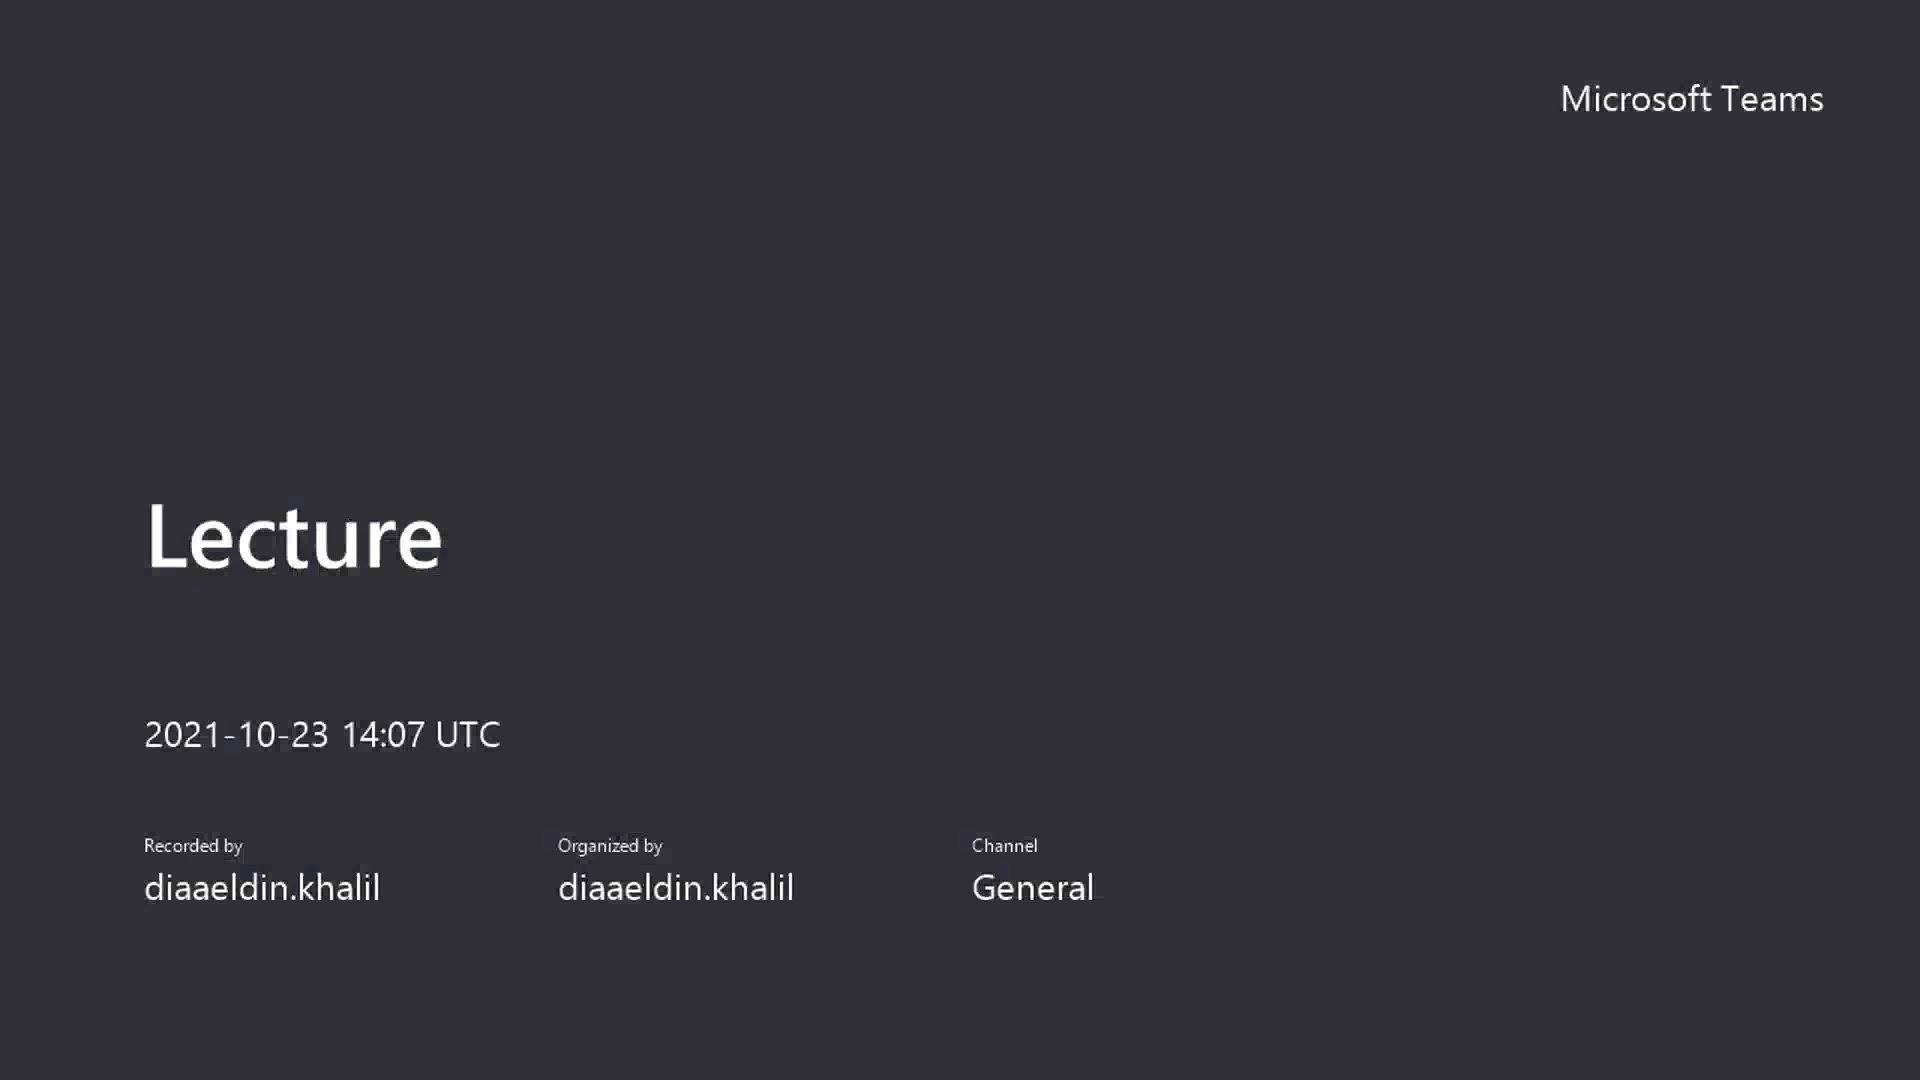 Microsoft Teams
Lecture
2021-10-23 14:07 UTC
Recorded by
diaaeldin.khalil
Organized by
diaaeldin.khalil
Channel
General